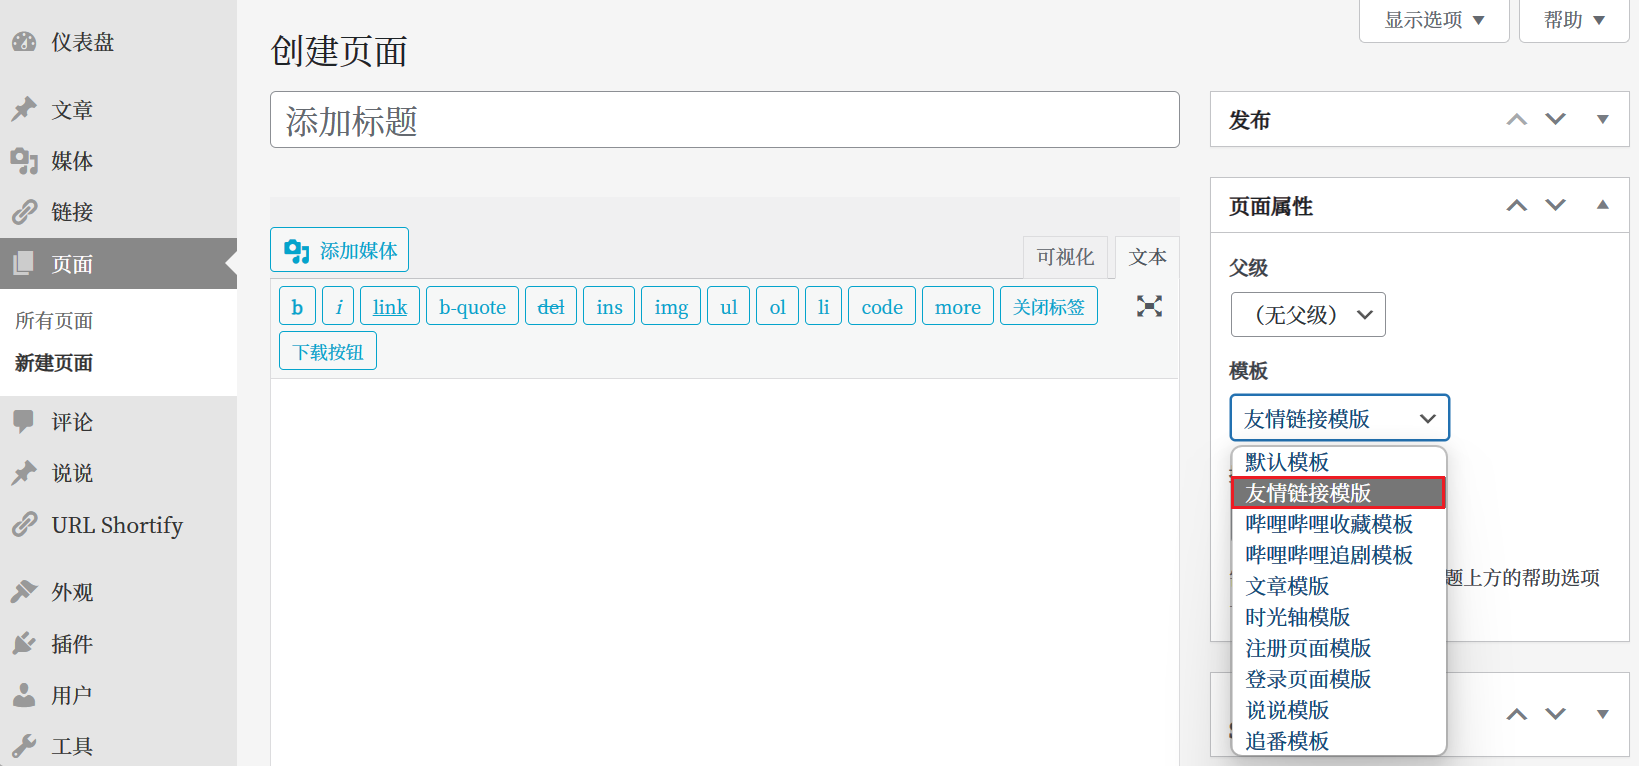 仪表盘
文章
媒体
链接
页面
所有页面
新建页面
评论
说说
URL Shortify
外观
插件
用户
工具
显示选项 ▼
帮助 ▼
创建页面
添加标题
添加媒体
可视化
文本
b
i
link
b-quote
del
ins
img
ul
ol
li
code
more
关闭标签
下载按钮
发布
页面属性
父级
（无父级）
模板
友情链接模版
默认模板
友情链接模版
哔哩哔哩收藏模板
哔哩哔哩追剧模板
文章模版
时光轴模版
注册页面模版
登录页面模版
说说模版
追番模板
题上方的帮助选项